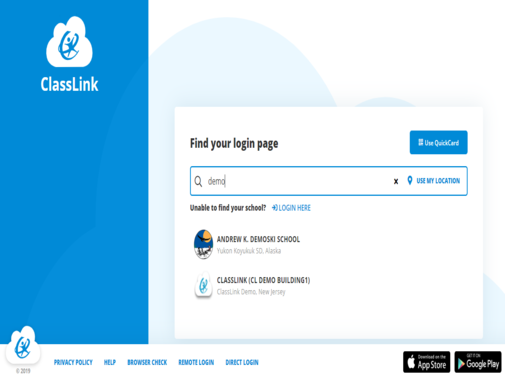 ClassLink
Find your login page
Use QuickCard
demo
x
USE MY LOCATION
Unable to find your school? LOGIN HERE
ANDREW K. DEMOSKI SCHOOL
Yukon Koyukuk SD, Alaska
CLASSLINK (CL DEMO BUILDING1)
ClassLink Demo, New Jersey
© 2019
PRIVACY POLICY HELP BROWSER CHECK REMOTE LOGIN DIRECT LOGIN
Download on the
App Store
GET IT ON
Google Play